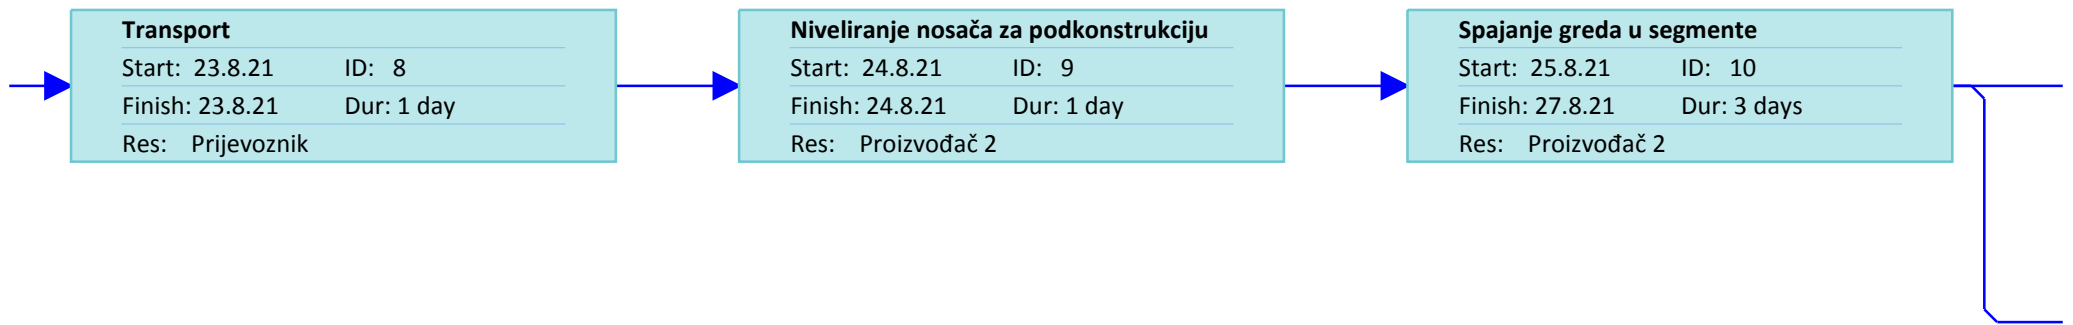 Transport
Start: 23.8.21 ID: 8
Finish: 23.8.21 Dur: 1 day
Res: Prijevoznik
Niveliranje nosača za podkonstrukciju
Start: 24.8.21 ID: 9
Finish: 24.8.21 Dur: 1 day
Res: Proizvođač 2
Spajanje greda u segmente
Start: 25.8.21 ID: 10
Finish: 27.8.21 Dur: 3 days
Res: Proizvođač 2